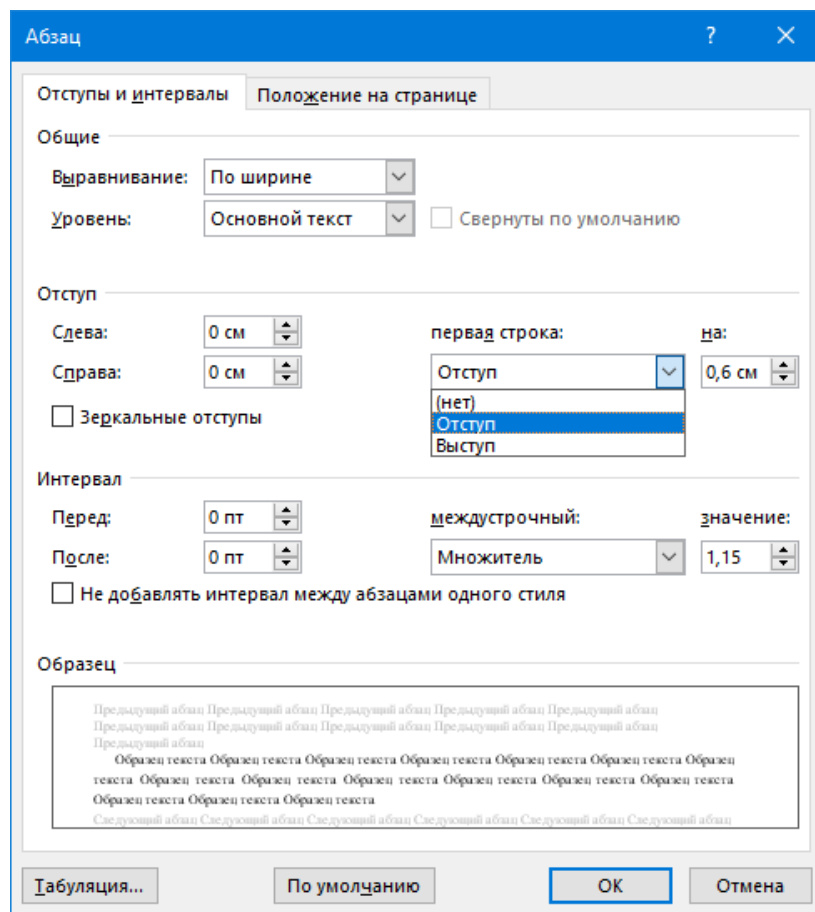 Абзац ?
Отступы и интервалы Положение на странице
Общие
Выравнивание: По ширине
Уровень: Основной текст Свернуты по умолчанию
Отступ
Слева: 0 см первая строка: на:
Справа: 0 см Отступ 0,6 см
(нет)
Зеркальные отступы Отступ
Выступ
Интервал
Перед: 0 пт междустрочный: значение:
После: 0 пт Множитель 1,15
Не добавлять интервал между абзацами одного стиля
Образец
Предыдущий абзац Предыдущий абзац Предыдущий абзац Предыдущий абзац Предыдущий абзац
Предыдущий абзац Предыдущий абзац Предыдущий абзац Предыдущий абзац Предыдущий абзац
Предыдущий абзац
Образец текста Образец текста Образец текста Образец текста Образец текста Образец текста Образец
текста Образец текста Образец текста Образец текста Образец текста Образец текста Образец текста
Образец текста Образец текста Образец текста
Следующий абзац Следующий абзац Следующий абзац Следующий абзац Следующий абзац Следующий абзац
Табуляция... По умолчанию ОК Отмена